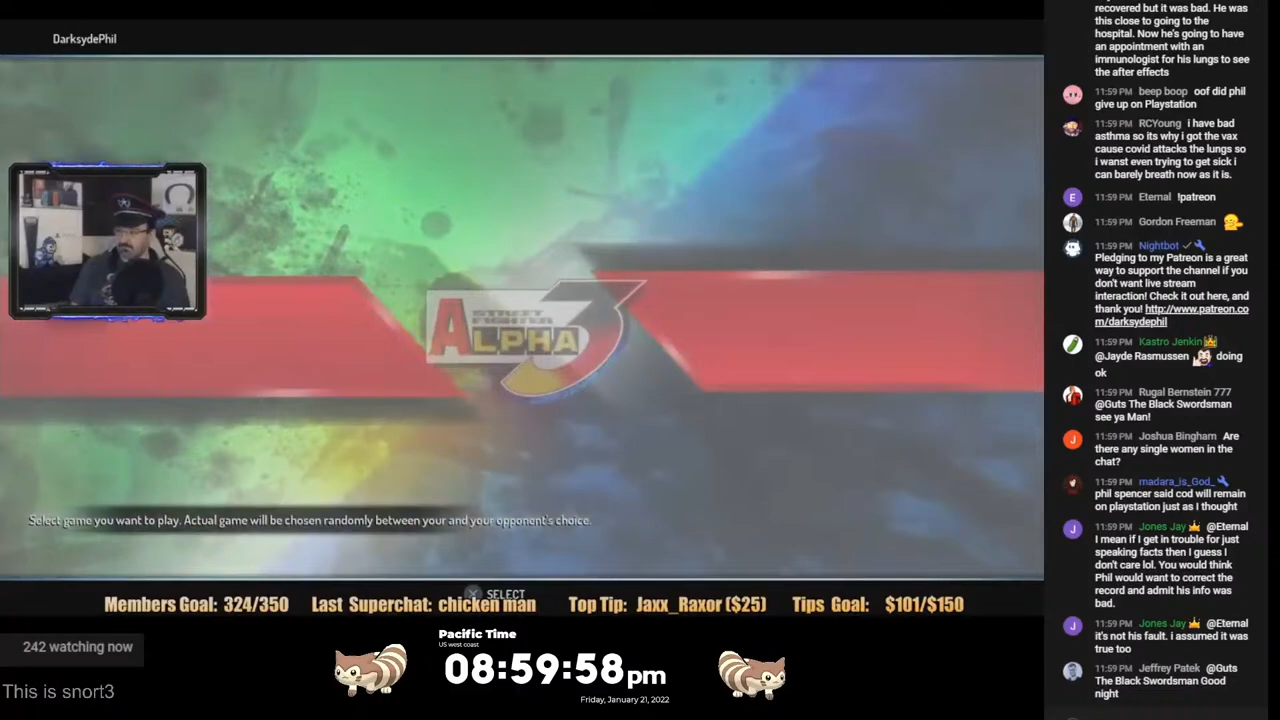 DarksydePhil
STREET
FIGHTER
ALPHA 3
Select game you want to play. Actual game will be chosen randomly between your and your opponent's choice.
SELECT
Members Goal: 324/350 Last Superchat: chicken man Top Tip: Jaxx_Raxor ($25) Tips Goal: $101/$150
242 watching now
This is snort3
Pacific Time
US west coast
08:59:58pm
Friday, January 21, 2022
recovered but it was bad. He was
this close to going to the
hospital. Now he's going to have
an appointment with an
immunologist for his lungs to see
the after effects
11:59 PM beep boop oof did phil
give up on Playstation
11:59 PM RCYoung i have bad
asthma so its why i got the vax
cause covid attacks the lungs so
i wanst even trying to get sick i
can barely breath now as it is.
11:59 PM Eternal !patreon
11:59 PM Gordon Freeman
11:59 PM Nightbot
Pledging to my Patreon is a great
way to support the channel if you
don't want live stream
interaction! Check it out here, and
thank you! http://www.patreon.co
m/darksydephil
11:59 PM Kastro Jenkin
@Jayde Rasmussen doing
ok
11:59 PM Rugal Bernstein 777
@Guts The Black Swordsman
see ya Man!
11:59 PM Joshua Bingham Are
there any single women in the
chat?
11:59 PM madara_is_God_
phil spencer said cod will remain
on playstation just as I thought
11:59 PM Jones Jay @Eternal
I mean if I get in trouble for just
speaking facts then I guess I
don't care lol. You would think
Phil would want to correct the
record and admit his info was
bad.
11:59 PM Jones Jay @Eternal
it's not his fault. i assumed it was
true too
11:59 PM Jeffrey Patek @Guts
The Black Swordsman Good
night